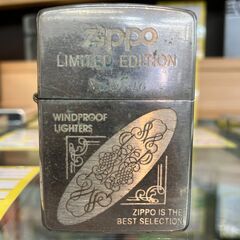 Zippo
LIMITED EDITION
WINDPROOF
LIGHTERS
ZIPPO IS THE
BEST SELECTION